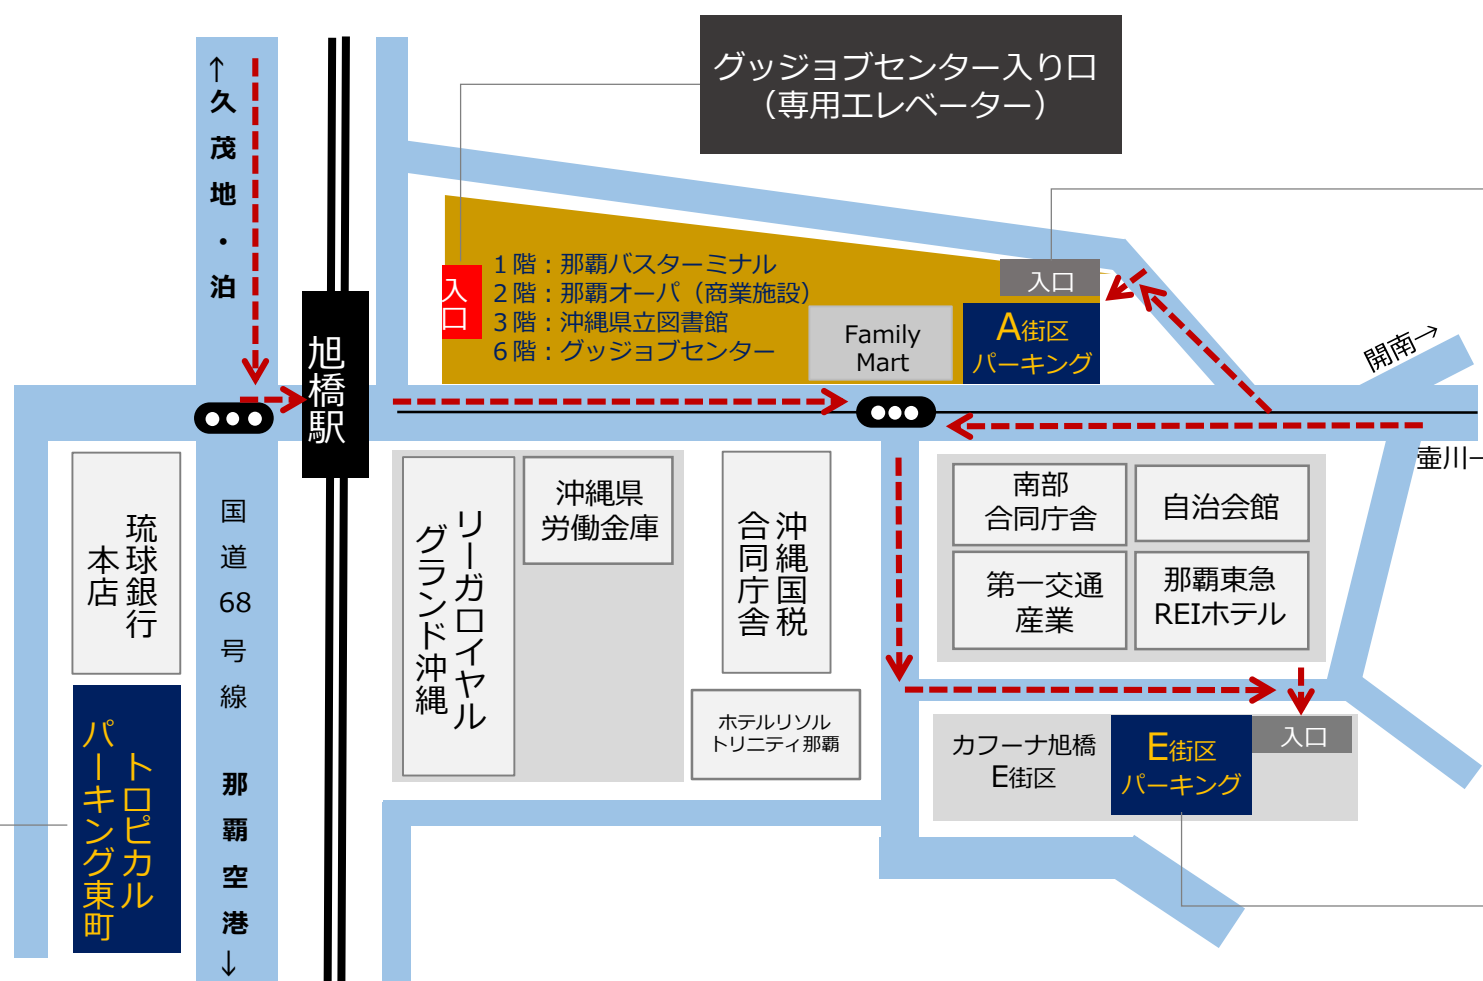 グッジョブセンター入り口
（専用エレベーター）
↑久茂地・泊
入口
1階：那覇バスターミナル
2階：那覇オーパ（商業施設）
3階：沖縄県立図書館
6階：グッジョブセンター
Family
Mart
入口
A街区
パーキング
開南→
旭橋駅
壷川
琉球銀行
本店
国道68号線
那覇空港↓
リーガロイヤル
グランド沖縄
沖縄県
労働金庫
沖縄国税
合同庁舎
南部
合同庁舎
自治会館
第一交通
産業
那覇東急
REIホテル
ホテルリソル
トリニティ那覇
カフーナ旭橋
E街区
E街区
パーキング
入口
トロピカル
パーキング東町